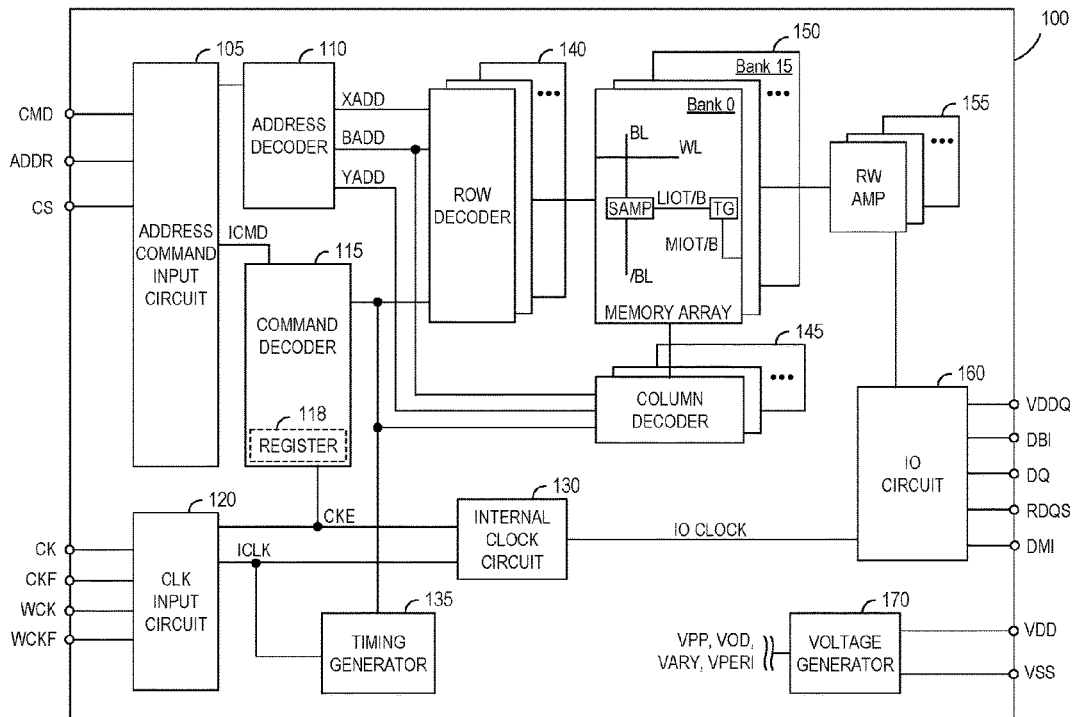 100
105
110
140
150
Bank 15
Bank 0
155
CMD
ADDR
CS
ADDRESS
COMMAND
INPUT
CIRCUIT
ADDRESS
DECODER
XADD
BADD
YADD
ROW
DECODER
BL
WL
SAMP
LIOT/B
TG
MIOT/B
/BL
MEMORY ARRAY
RW
AMP
ICMD
115
COMMAND
DECODER
118
REGISTER
145
COLUMN
DECODER
160
IO
CIRCUIT
VDDQ
DBI
DQ
RDQS
DMI
120
CK
CKF
WCK
WCKF
CLK
INPUT
CIRCUIT
CKE
ICLK
130
INTERNAL
CLOCK
CIRCUIT
IO CLOCK
135
TIMING
GENERATOR
170
VPP, VOD,
VARY, VPERI
VOLTAGE
GENERATOR
VDD
VSS